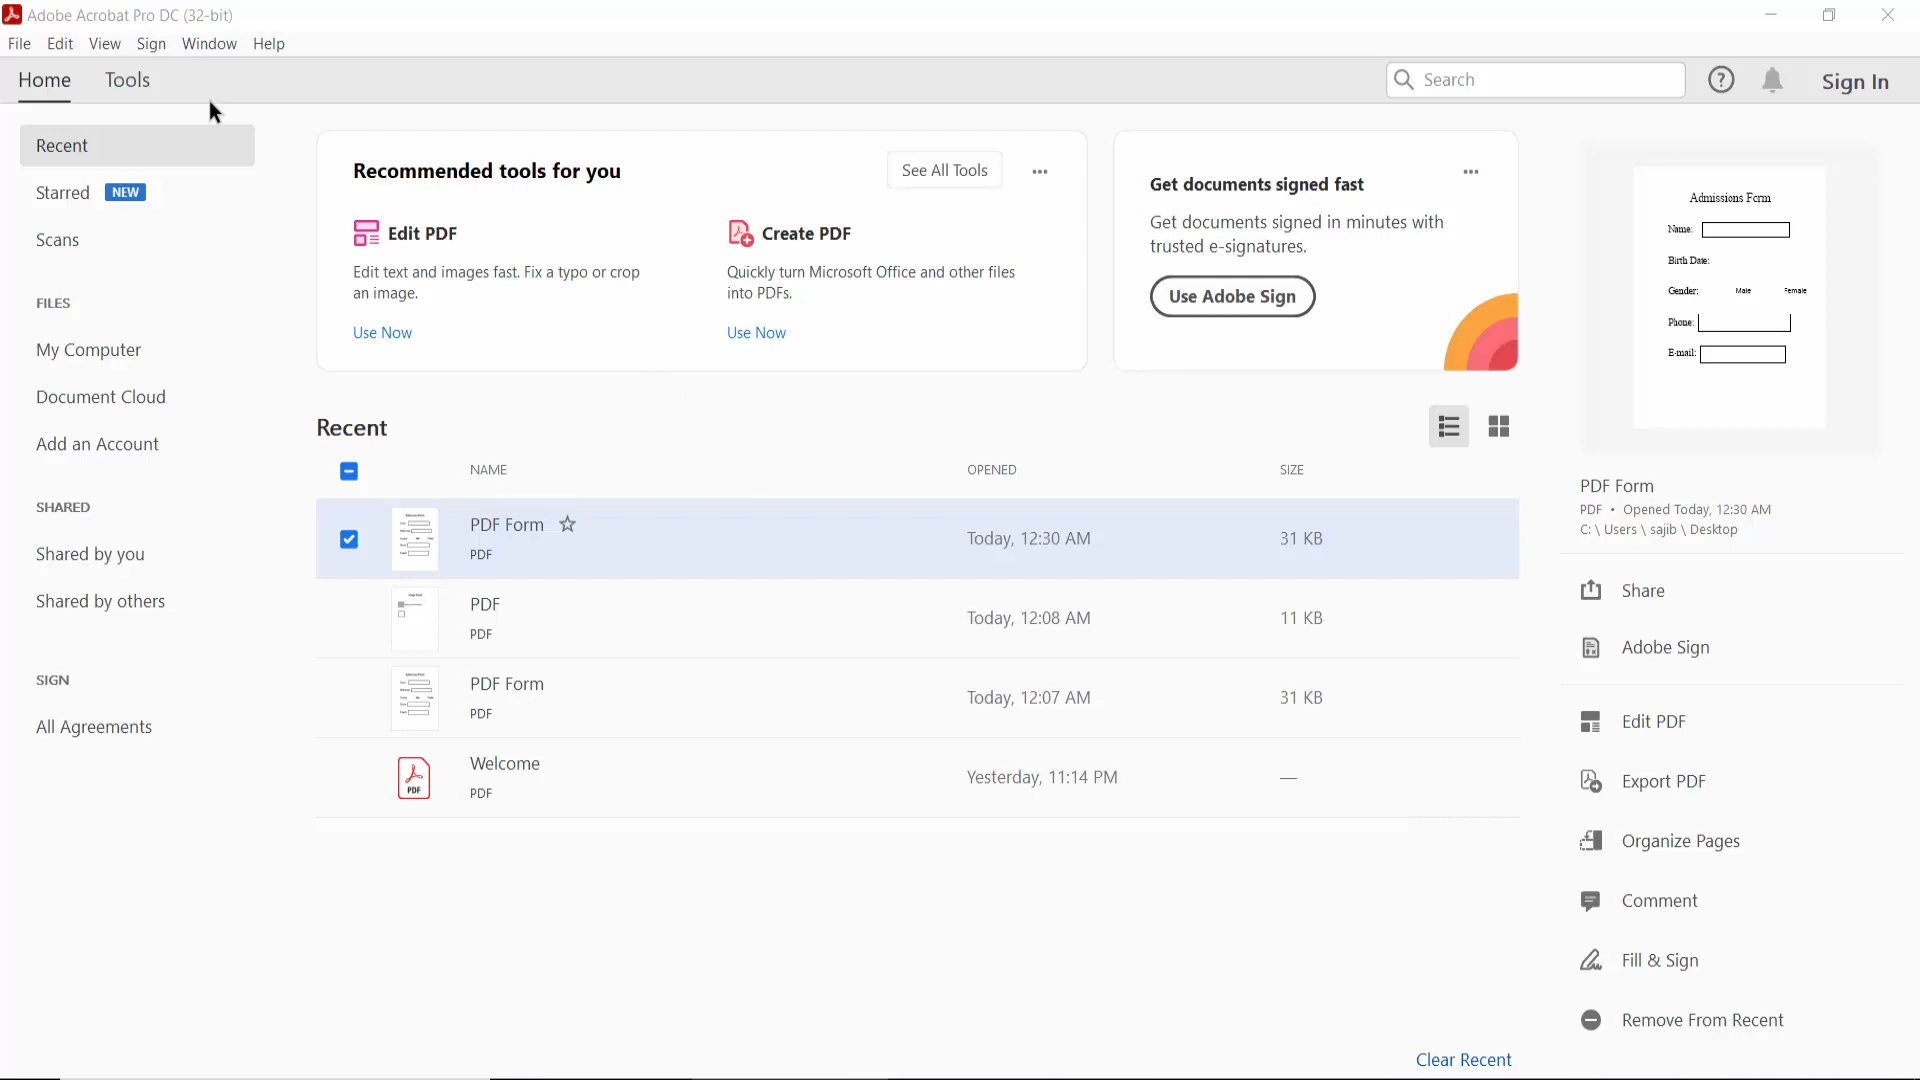 Adobe Acrobat Pro DC (32-bit)
File Edit View Sign Window Help
Home Tools Search Sign In
Recent
Starred NEW
Scans
FILES
My Computer
Document Cloud
Add an Account
SHARED
Shared by you
Shared by others
SIGN
All Agreements
Recommended tools for you See All Tools
Edit PDF
Edit text and images fast. Fix a typo or crop
an image.
Use Now
Create PDF
Quickly turn Microsoft Office and other files
into PDFs.
Use Now
Get documents signed fast
Get documents signed in minutes with
trusted e-signatures.
Use Adobe Sign
Recent
NAME OPENED SIZE
PDF Form Today, 12:30 AM 31 KB
PDF
PDF Today, 12:08 AM 11 KB
PDF
PDF Form Today, 12:07 AM 31 KB
PDF
PDF
Welcome Yesterday, 11:14 PM —
PDF
Clear Recent
Admissions Form
Name:
Birth Date:
Gender: Male Female
Phone:
E-mail:
PDF Form
PDF • Opened Today, 12:30 AM
C: \ Users \ sajib \ Desktop
Share
Adobe Sign
Edit PDF
Export PDF
Organize Pages
Comment
Fill & Sign
Remove From Recent